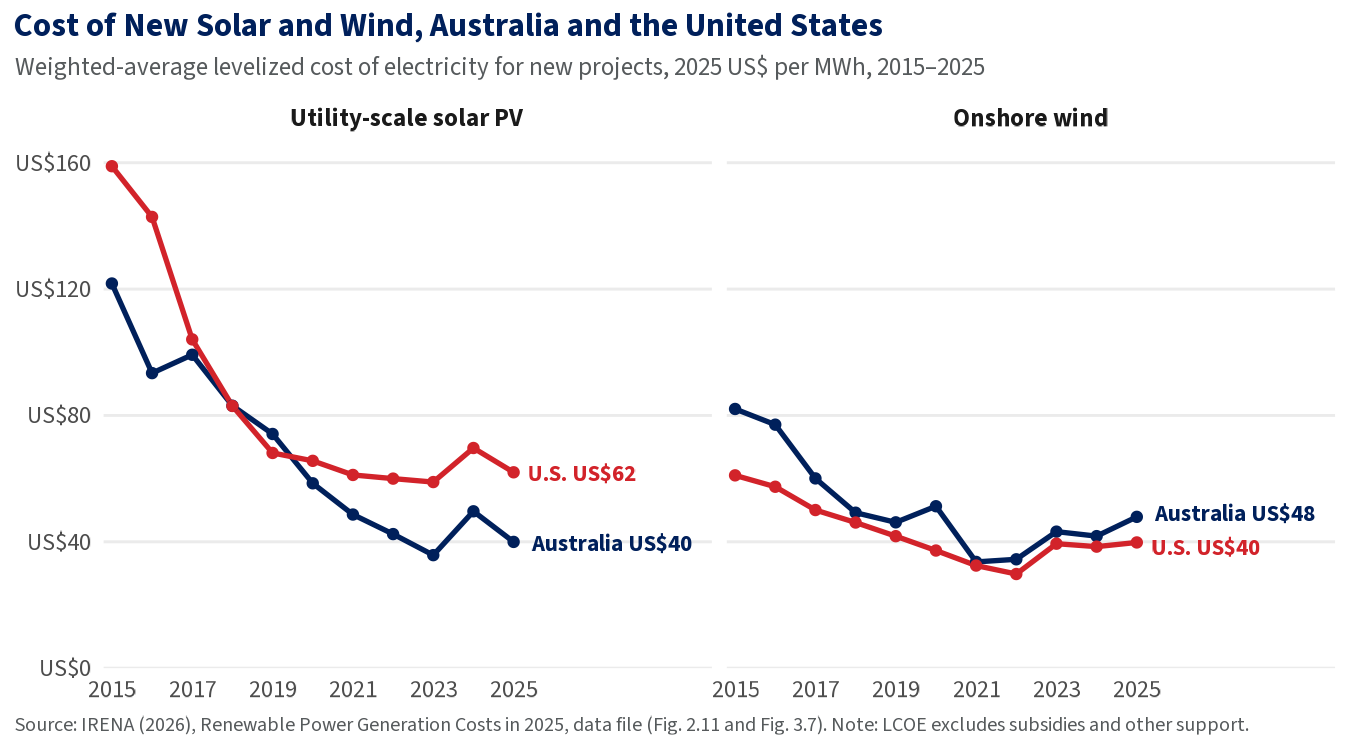 Cost of New Solar and Wind, Australia and the United States
Weighted-average levelized cost of electricity for new projects, 2025 US$ per MWh, 2015–2025
Utility-scale solar PV
Onshore wind
US$160
US$120
US$80
US$40
US$0
U.S. US$62
Australia US$40
Australia US$48
U.S. US$40
2015 2017 2019 2021 2023 2025
2015 2017 2019 2021 2023 2025
Source: IRENA (2026), Renewable Power Generation Costs in 2025, data file (Fig. 2.11 and Fig. 3.7). Note: LCOE excludes subsidies and other support.